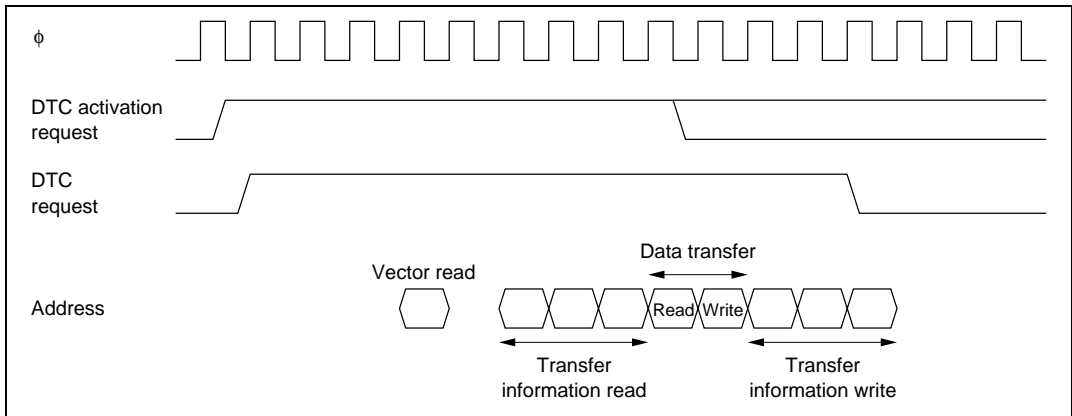 ϕ
DTC activation
request
DTC
request
Data transfer
Vector read
Address
Read Write
Transfer
information read
Transfer
information write